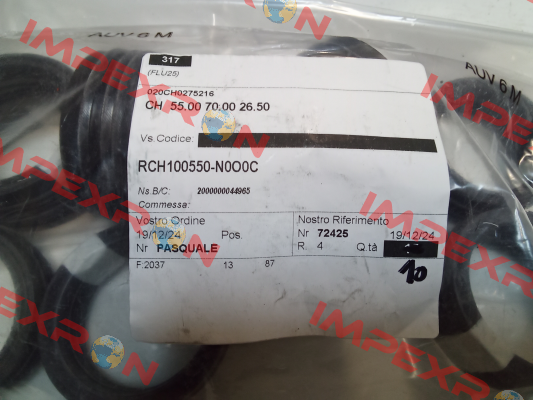 AUV 6 M
AUV 6 M
317
(FLU25)
020CH0275216
CH 55.00 70.00 26.50
Vs.Codice:
RCH100550-N0O0C
Ns.B/C: 2000000044965
Commessa:
Vostro Ordine
19/12/24 Pos.
Nr PASQUALE
Nostro Riferimento
Nr 72425 19/12/24
R. 4 Q.tà
10
F:2037 13 87
IMPEXRON
IMPEXRON
IMPEXRON
IMPEXRON